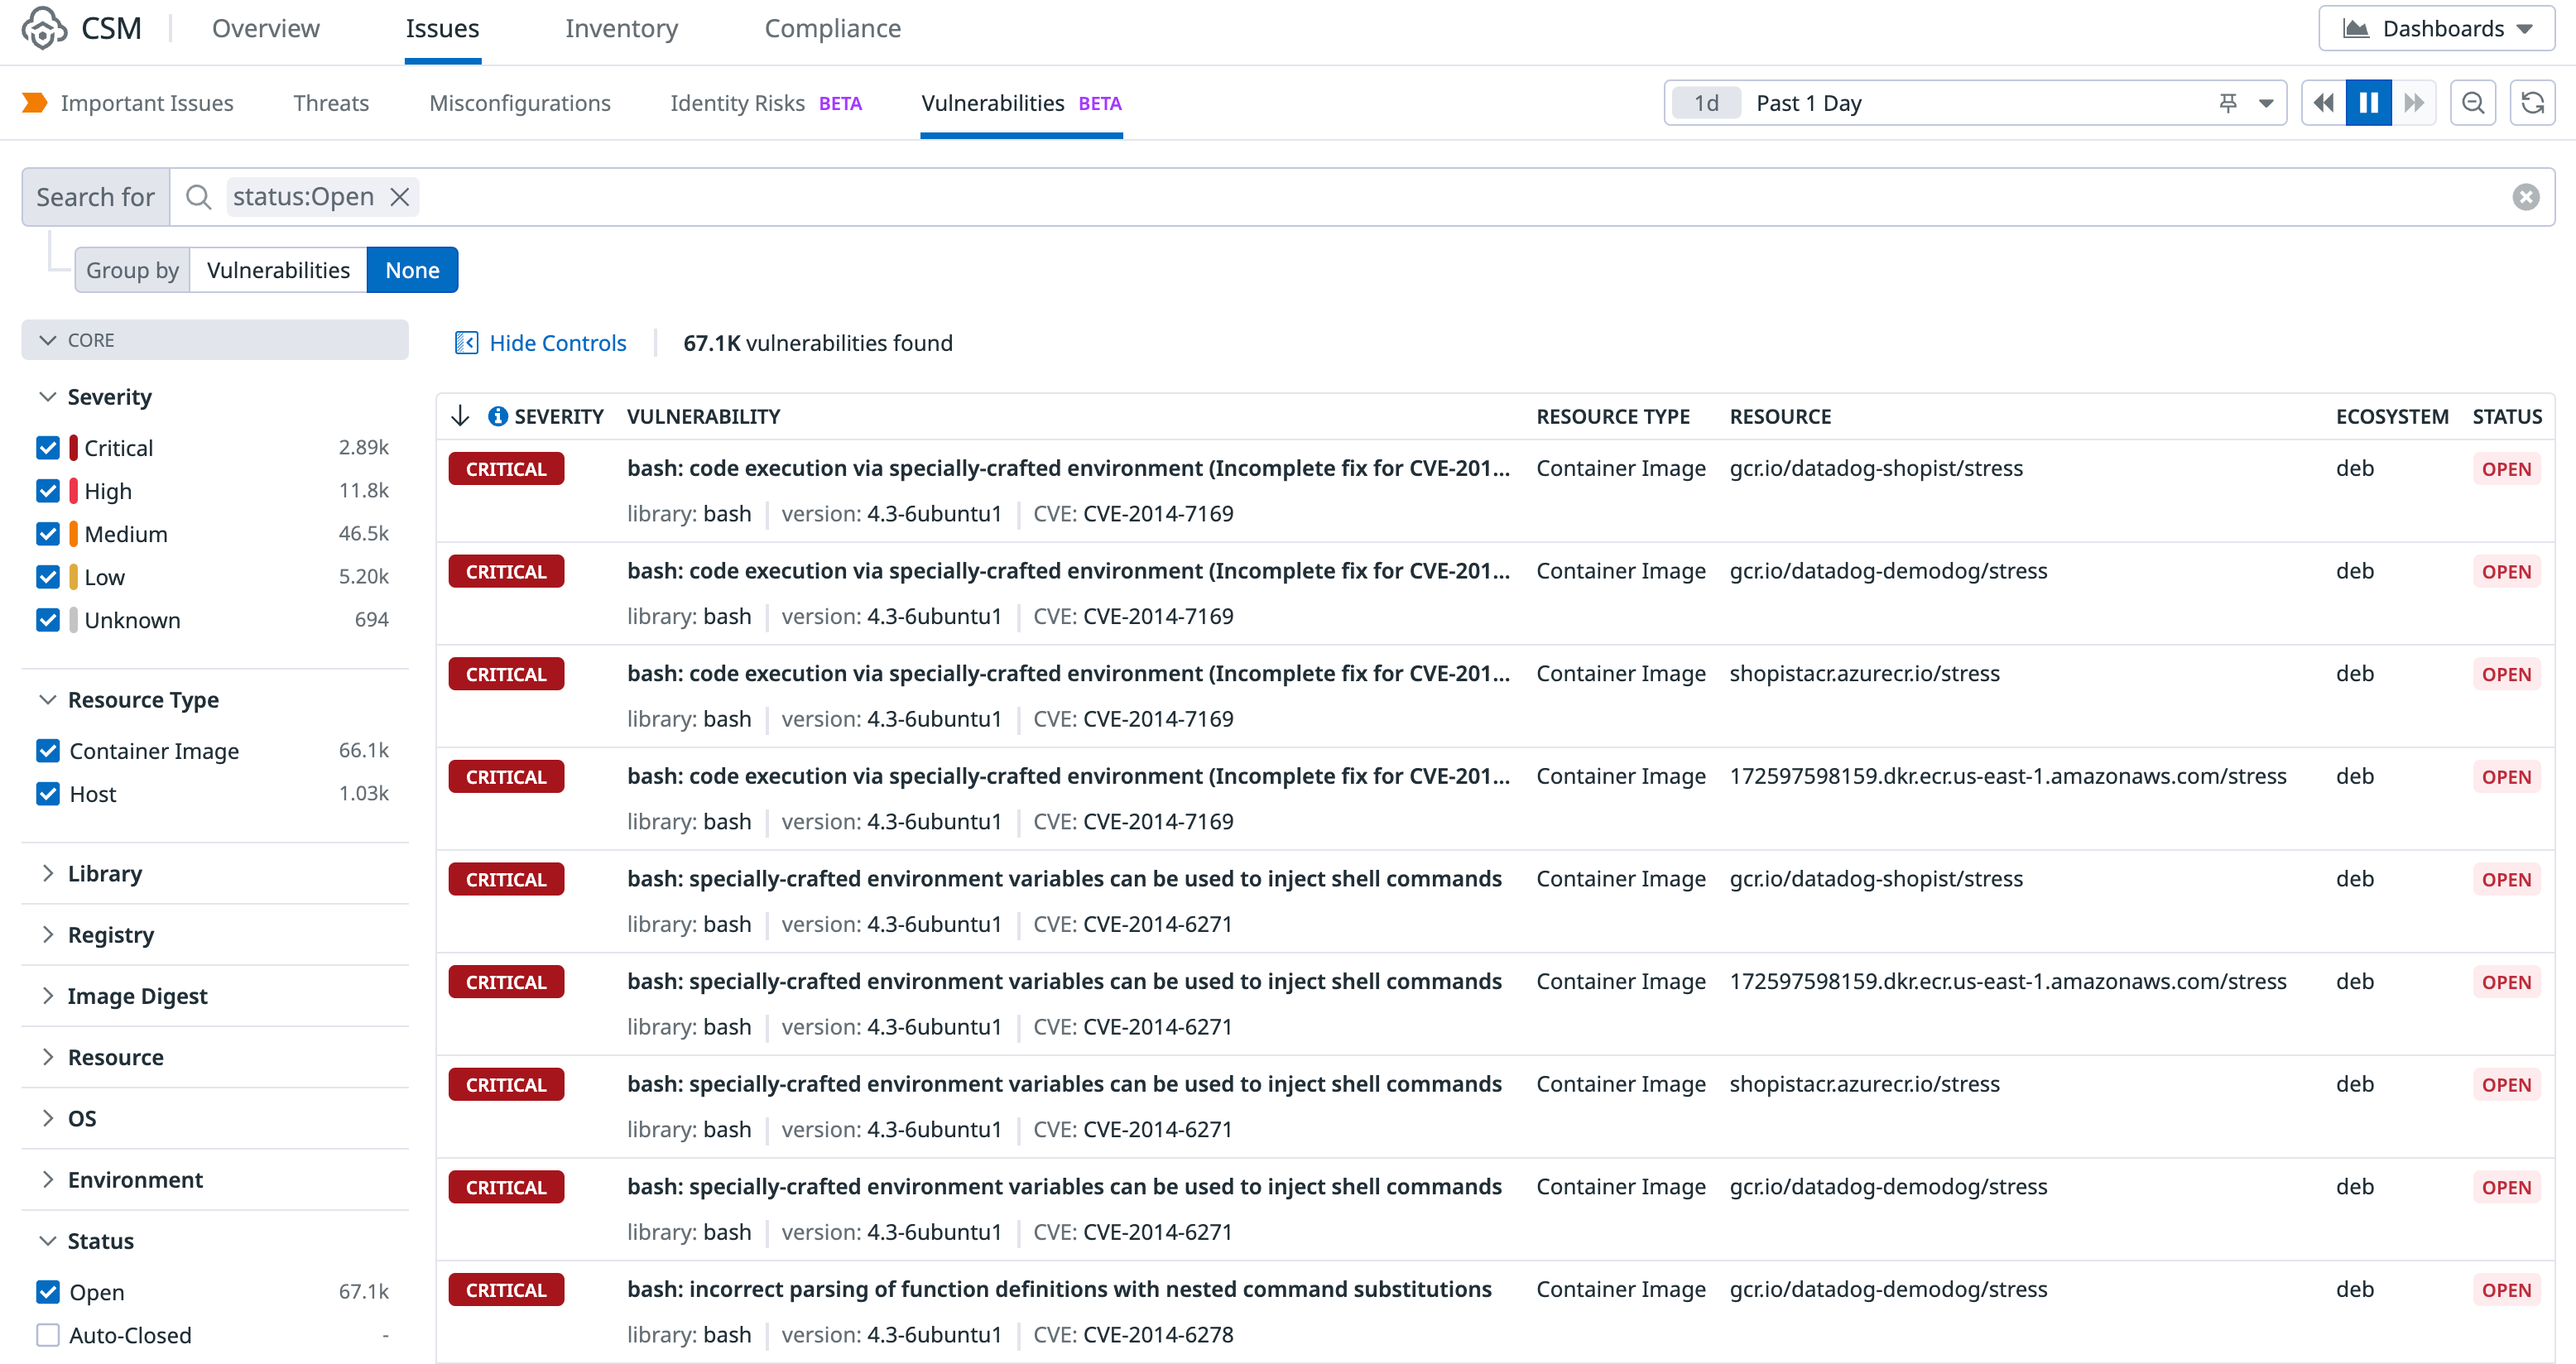 CSM Overview Issues Inventory Compliance Dashboards
Important Issues Threats Misconfigurations Identity Risks BETA Vulnerabilities BETA 1d Past 1 Day
Search for status:Open
Group by Vulnerabilities None
CORE
Severity
Critical 2.89k
High 11.8k
Medium 46.5k
Low 5.20k
Unknown 694
Resource Type
Container Image 66.1k
Host 1.03k
Library
Registry
Image Digest
Resource
OS
Environment
Status
Open 67.1k
Auto-Closed -
Hide Controls 67.1K vulnerabilities found
SEVERITY VULNERABILITY RESOURCE TYPE RESOURCE ECOSYSTEM STATUS
CRITICAL bash: code execution via specially-crafted environment (Incomplete fix for CVE-201... Container Image gcr.io/datadog-shopist/stress deb OPEN
library: bash version: 4.3-6ubuntu1 CVE: CVE-2014-7169
CRITICAL bash: code execution via specially-crafted environment (Incomplete fix for CVE-201... Container Image gcr.io/datadog-demodog/stress deb OPEN
library: bash version: 4.3-6ubuntu1 CVE: CVE-2014-7169
CRITICAL bash: code execution via specially-crafted environment (Incomplete fix for CVE-201... Container Image shopistacr.azurecr.io/stress deb OPEN
library: bash version: 4.3-6ubuntu1 CVE: CVE-2014-7169
CRITICAL bash: code execution via specially-crafted environment (Incomplete fix for CVE-201... Container Image 172597598159.dkr.ecr.us-east-1.amazonaws.com/stress deb OPEN
library: bash version: 4.3-6ubuntu1 CVE: CVE-2014-7169
CRITICAL bash: specially-crafted environment variables can be used to inject shell commands Container Image gcr.io/datadog-shopist/stress deb OPEN
library: bash version: 4.3-6ubuntu1 CVE: CVE-2014-6271
CRITICAL bash: specially-crafted environment variables can be used to inject shell commands Container Image 172597598159.dkr.ecr.us-east-1.amazonaws.com/stress deb OPEN
library: bash version: 4.3-6ubuntu1 CVE: CVE-2014-6271
CRITICAL bash: specially-crafted environment variables can be used to inject shell commands Container Image shopistacr.azurecr.io/stress deb OPEN
library: bash version: 4.3-6ubuntu1 CVE: CVE-2014-6271
CRITICAL bash: specially-crafted environment variables can be used to inject shell commands Container Image gcr.io/datadog-demodog/stress deb OPEN
library: bash version: 4.3-6ubuntu1 CVE: CVE-2014-6271
CRITICAL bash: incorrect parsing of function definitions with nested command substitutions Container Image gcr.io/datadog-demodog/stress deb OPEN
library: bash version: 4.3-6ubuntu1 CVE: CVE-2014-6278